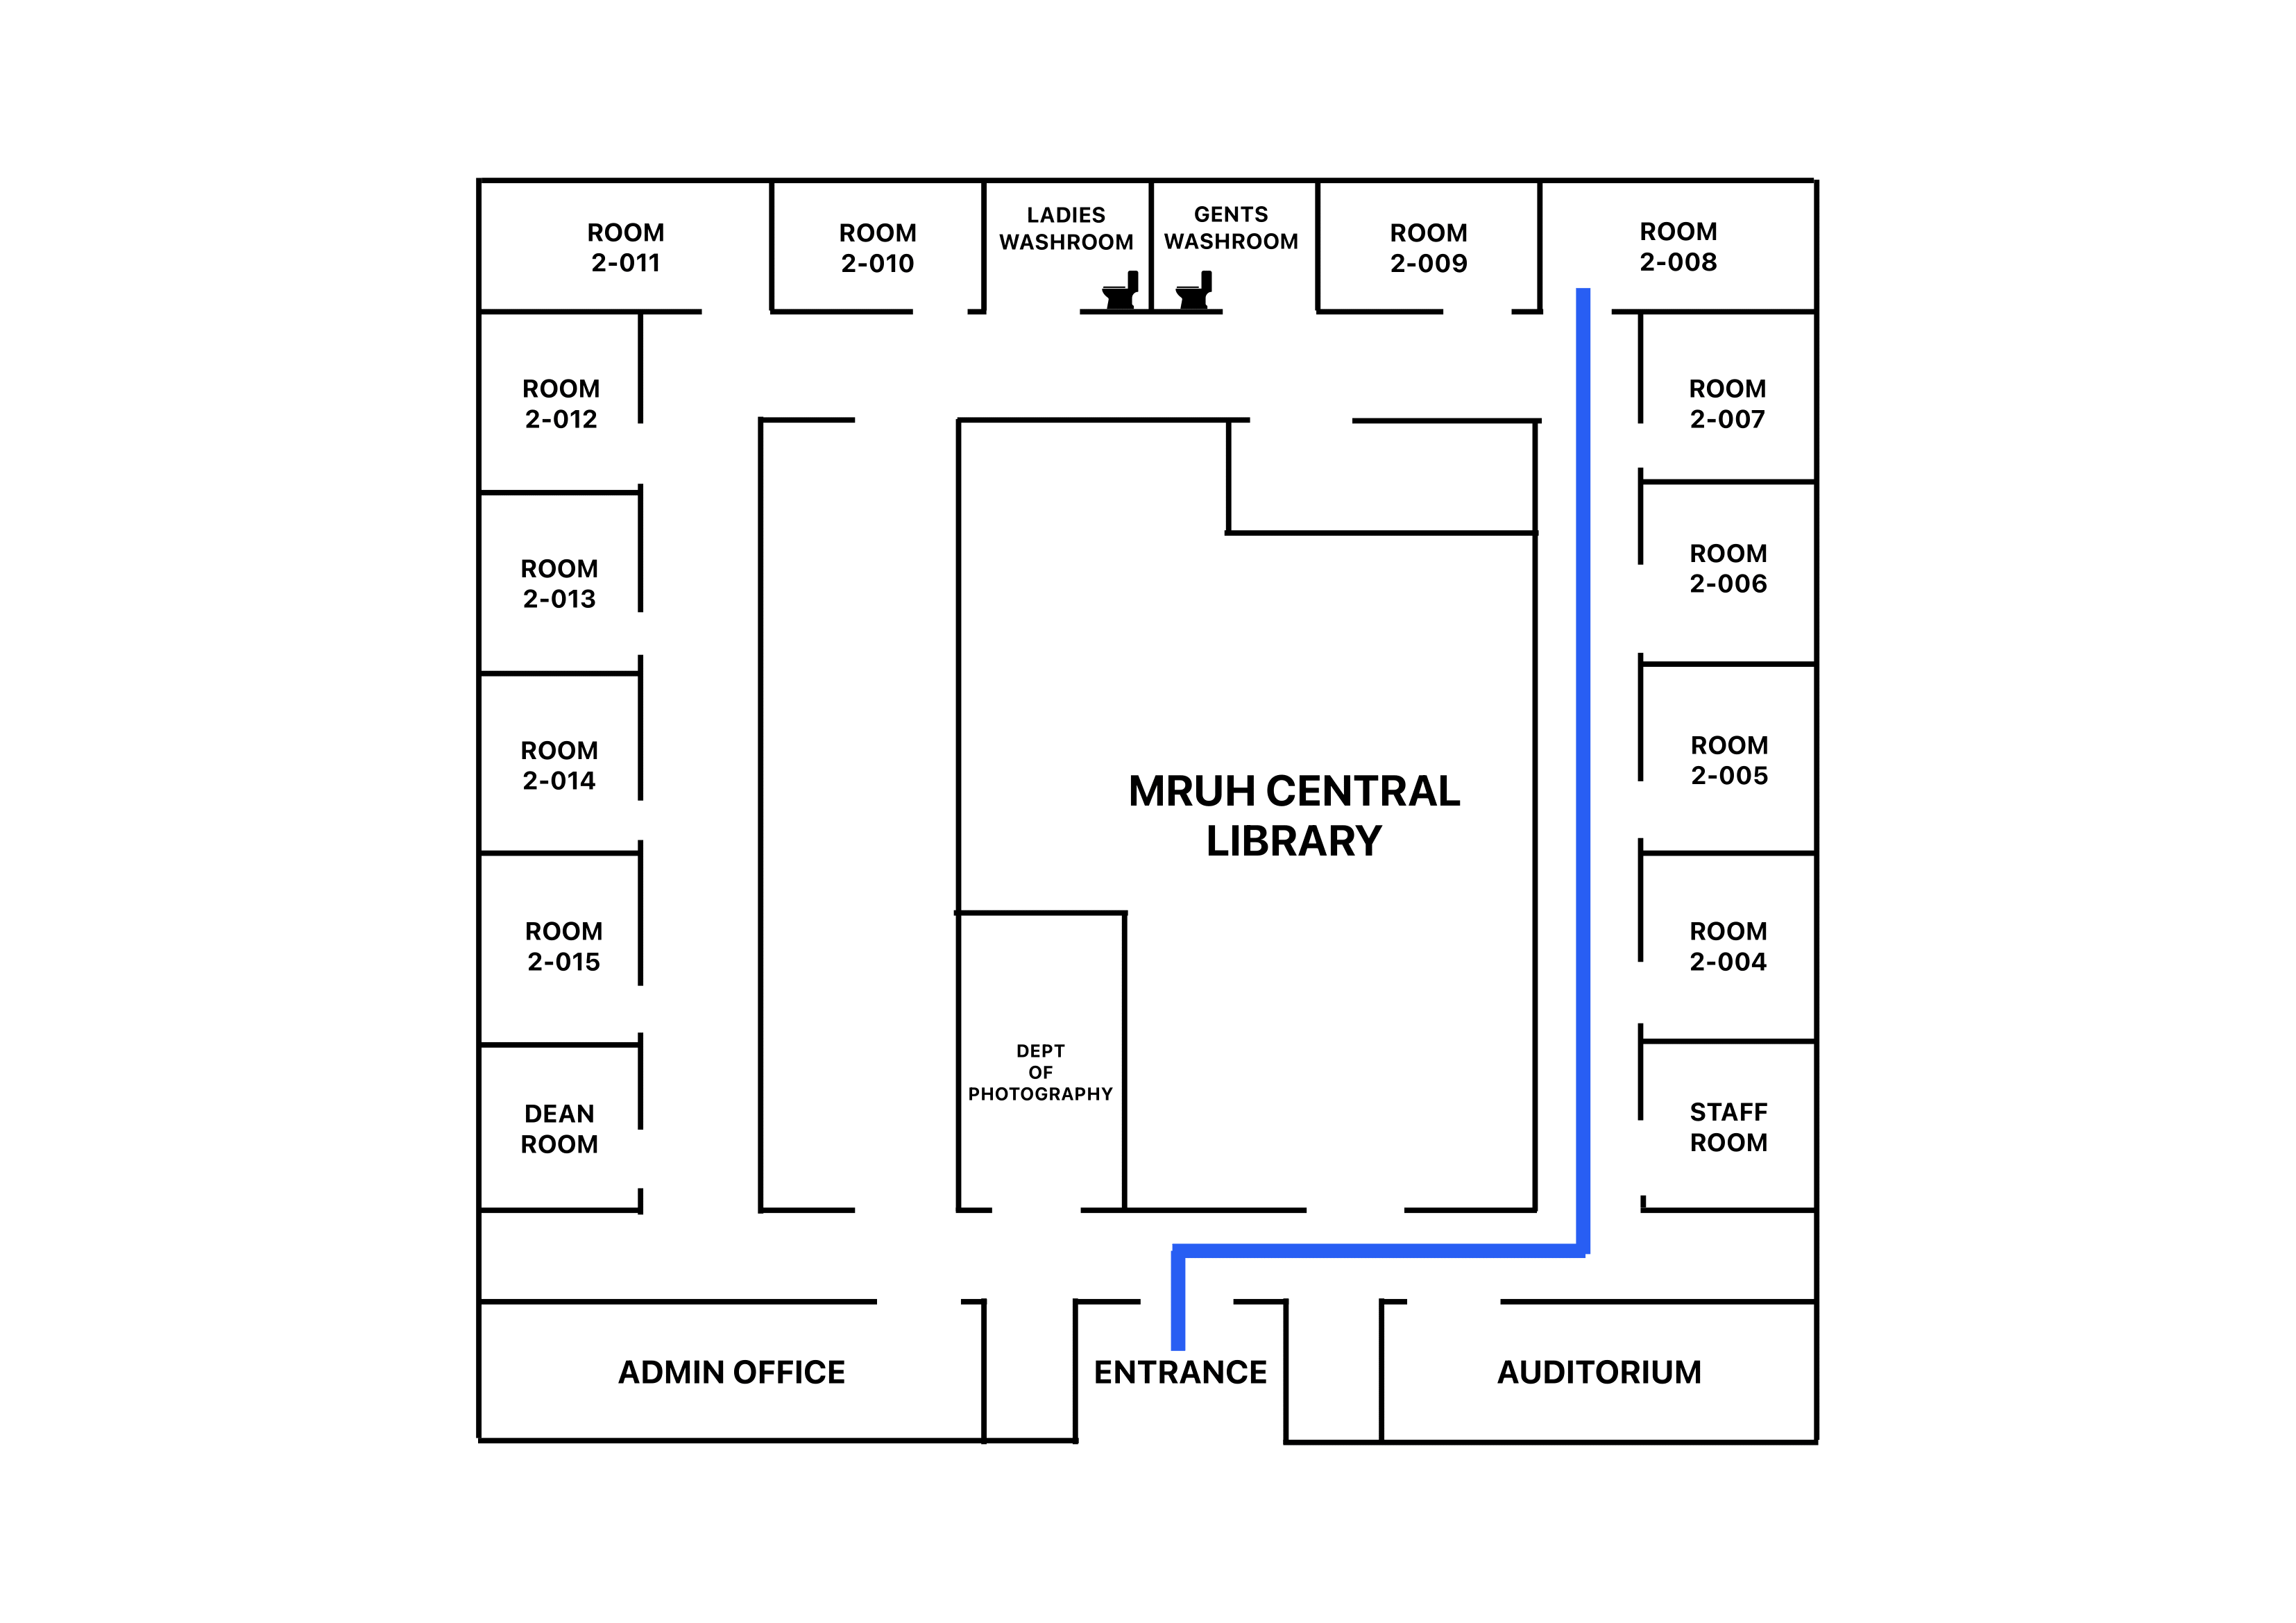 ROOM
2-011
ROOM
2-010
LADIES
WASHROOM
GENTS
WASHROOM
ROOM
2-009
ROOM
2-008
ROOM
2-012
ROOM
2-007
ROOM
2-013
ROOM
2-006
ROOM
2-014
MRUH CENTRAL
LIBRARY
ROOM
2-005
ROOM
2-015
ROOM
2-004
DEPT
OF
PHOTOGRAPHY
DEAN
ROOM
STAFF
ROOM
ADMIN OFFICE
ENTRANCE
AUDITORIUM